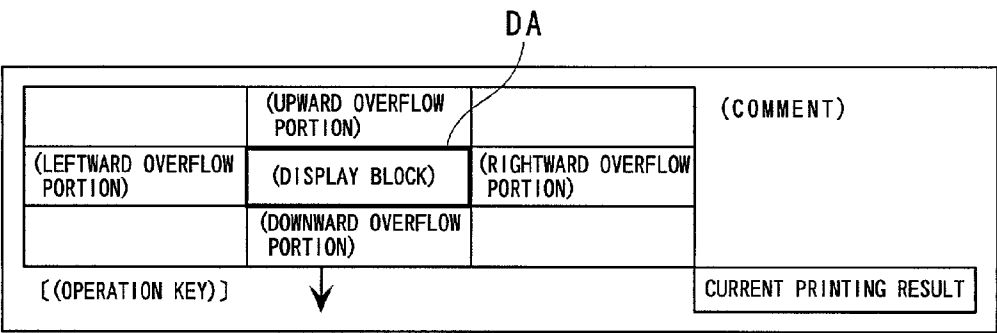 DA
(UPWARD OVERFLOW
PORTION)
(COMMENT)
(LEFTWARD OVERFLOW
PORTION)
(DISPLAY BLOCK)
(RIGHTWARD OVERFLOW
PORTION)
(DOWNWARD OVERFLOW
PORTION)
[(OPERATION KEY)]
CURRENT PRINTING RESULT